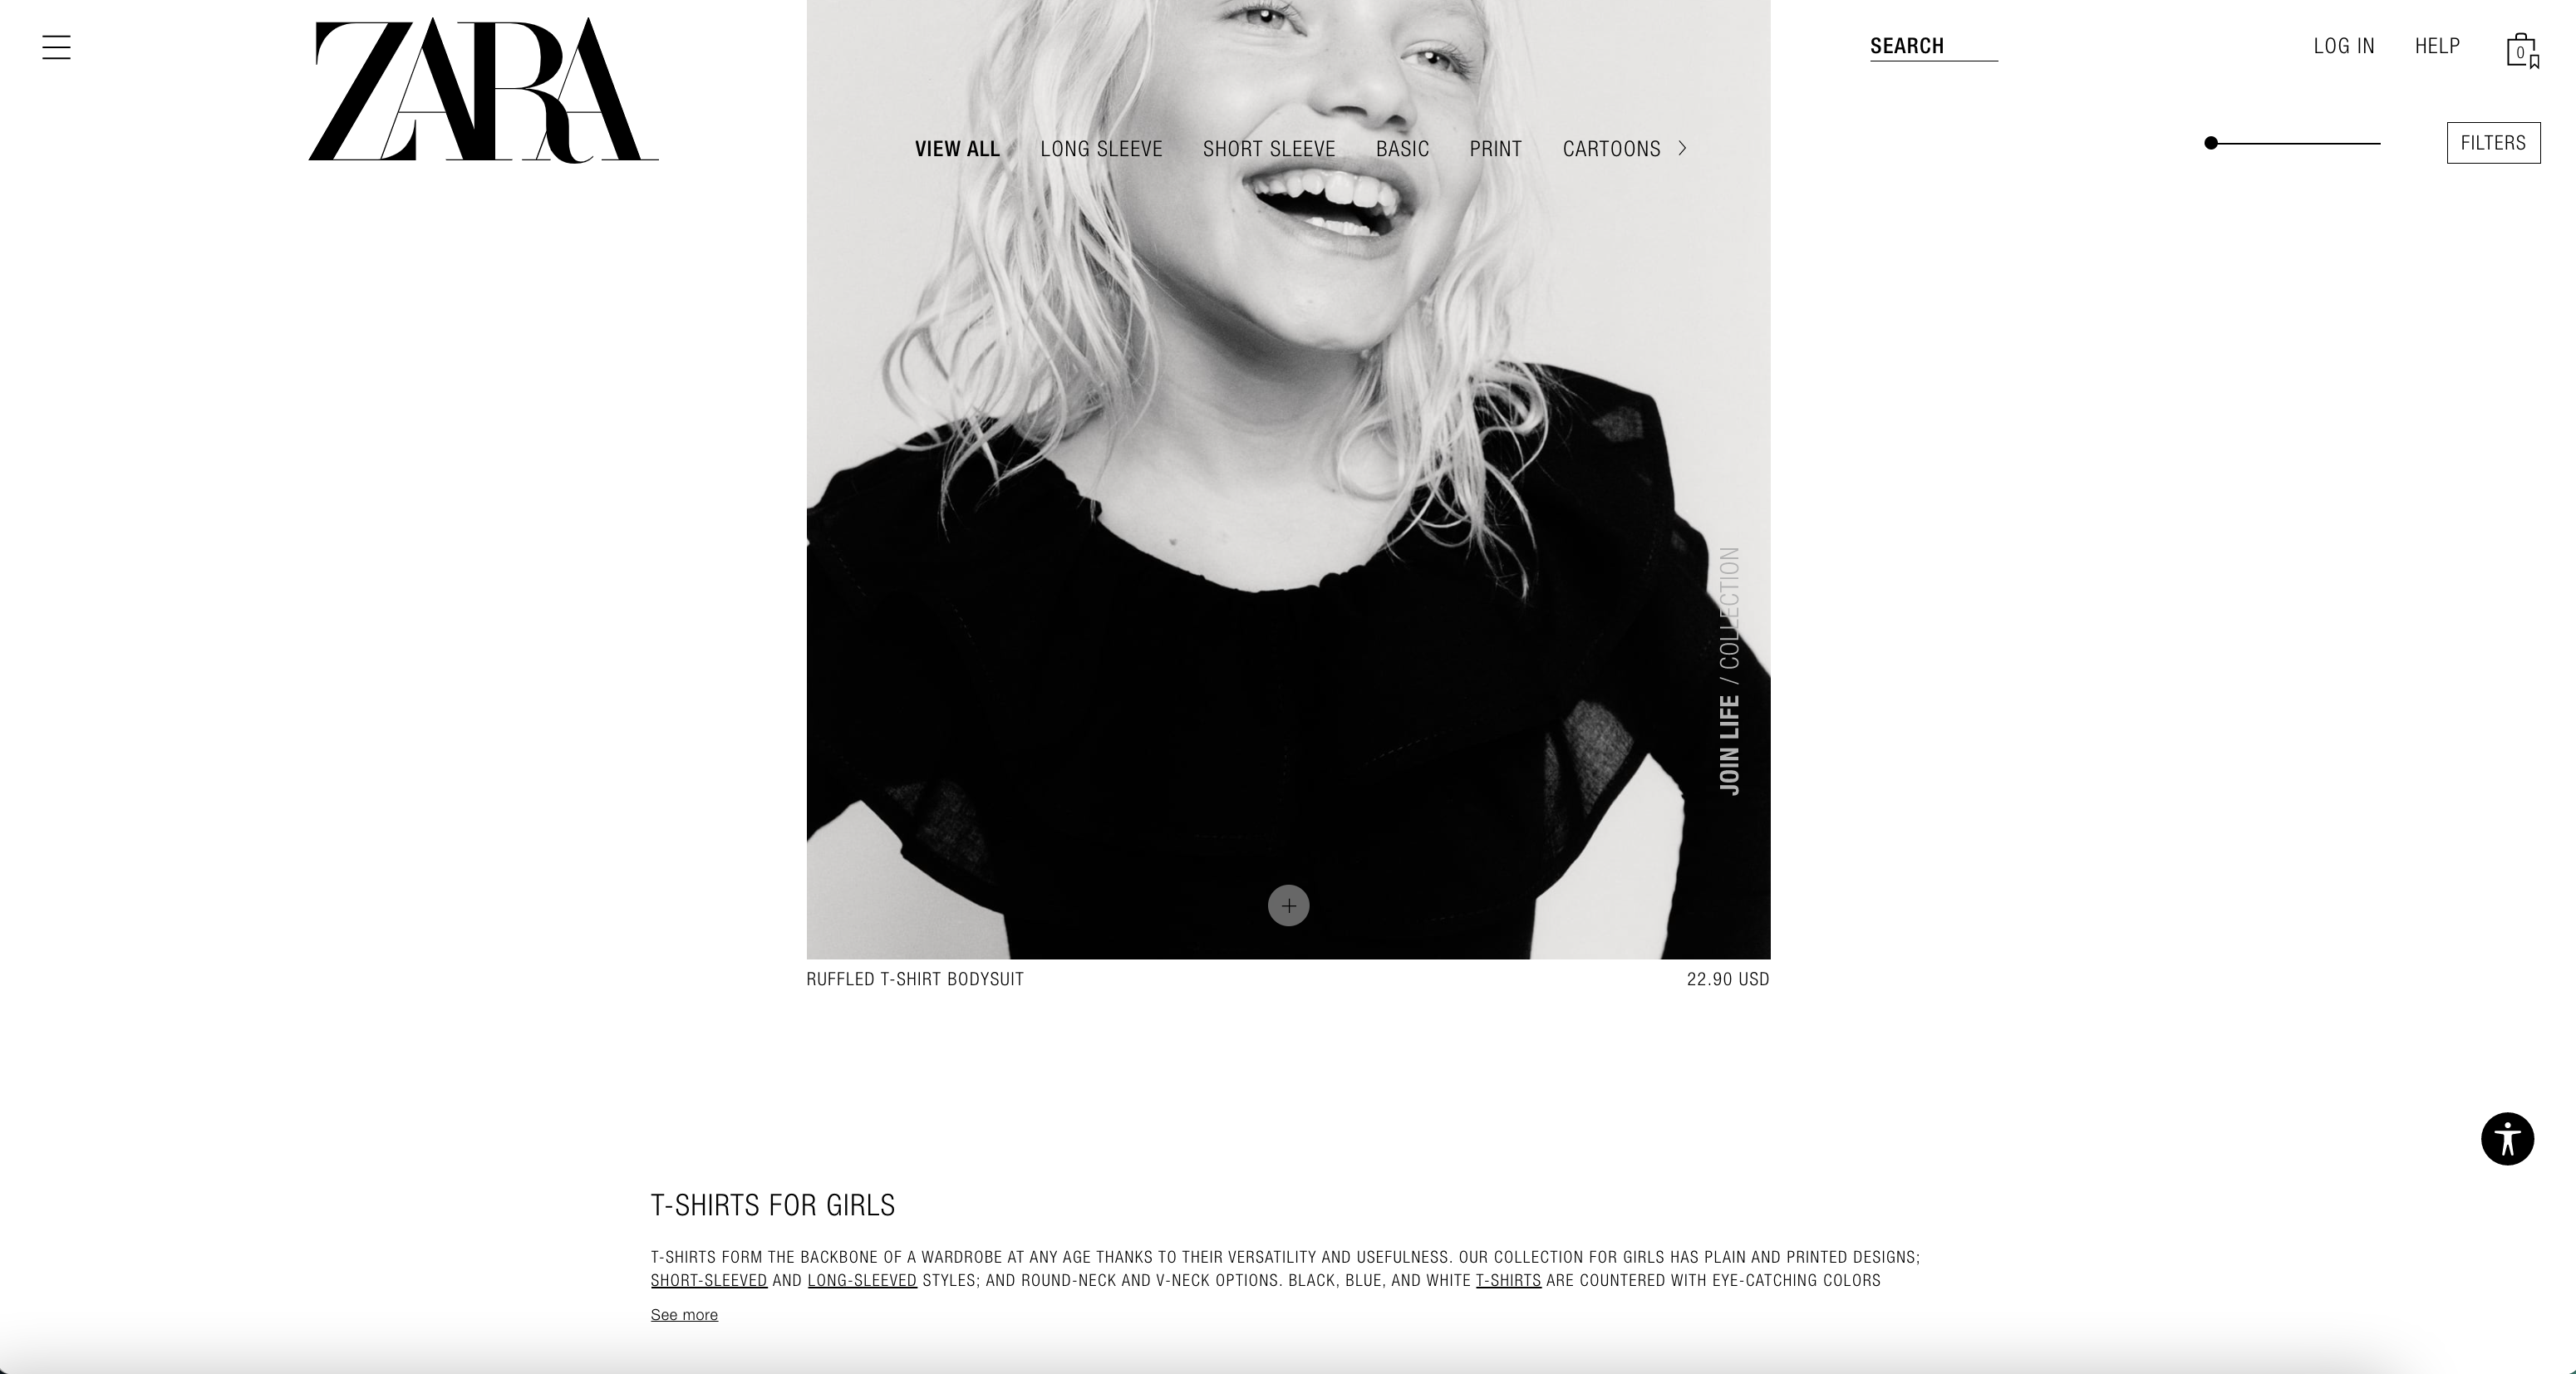 ZARA
SEARCH
LOG IN
HELP
0
VIEW ALL LONG SLEEVE SHORT SLEEVE BASIC PRINT CARTOONS
FILTERS
JOIN LIFE / COLLECTION
RUFFLED T-SHIRT BODYSUIT
22.90 USD
T-SHIRTS FOR GIRLS
T-SHIRTS FORM THE BACKBONE OF A WARDROBE AT ANY AGE THANKS TO THEIR VERSATILITY AND USEFULNESS. OUR COLLECTION FOR GIRLS HAS PLAIN AND PRINTED DESIGNS;
SHORT-SLEEVED AND LONG-SLEEVED STYLES; AND ROUND-NECK AND V-NECK OPTIONS. BLACK, BLUE, AND WHITE T-SHIRTS ARE COUNTERED WITH EYE-CATCHING COLORS
See more